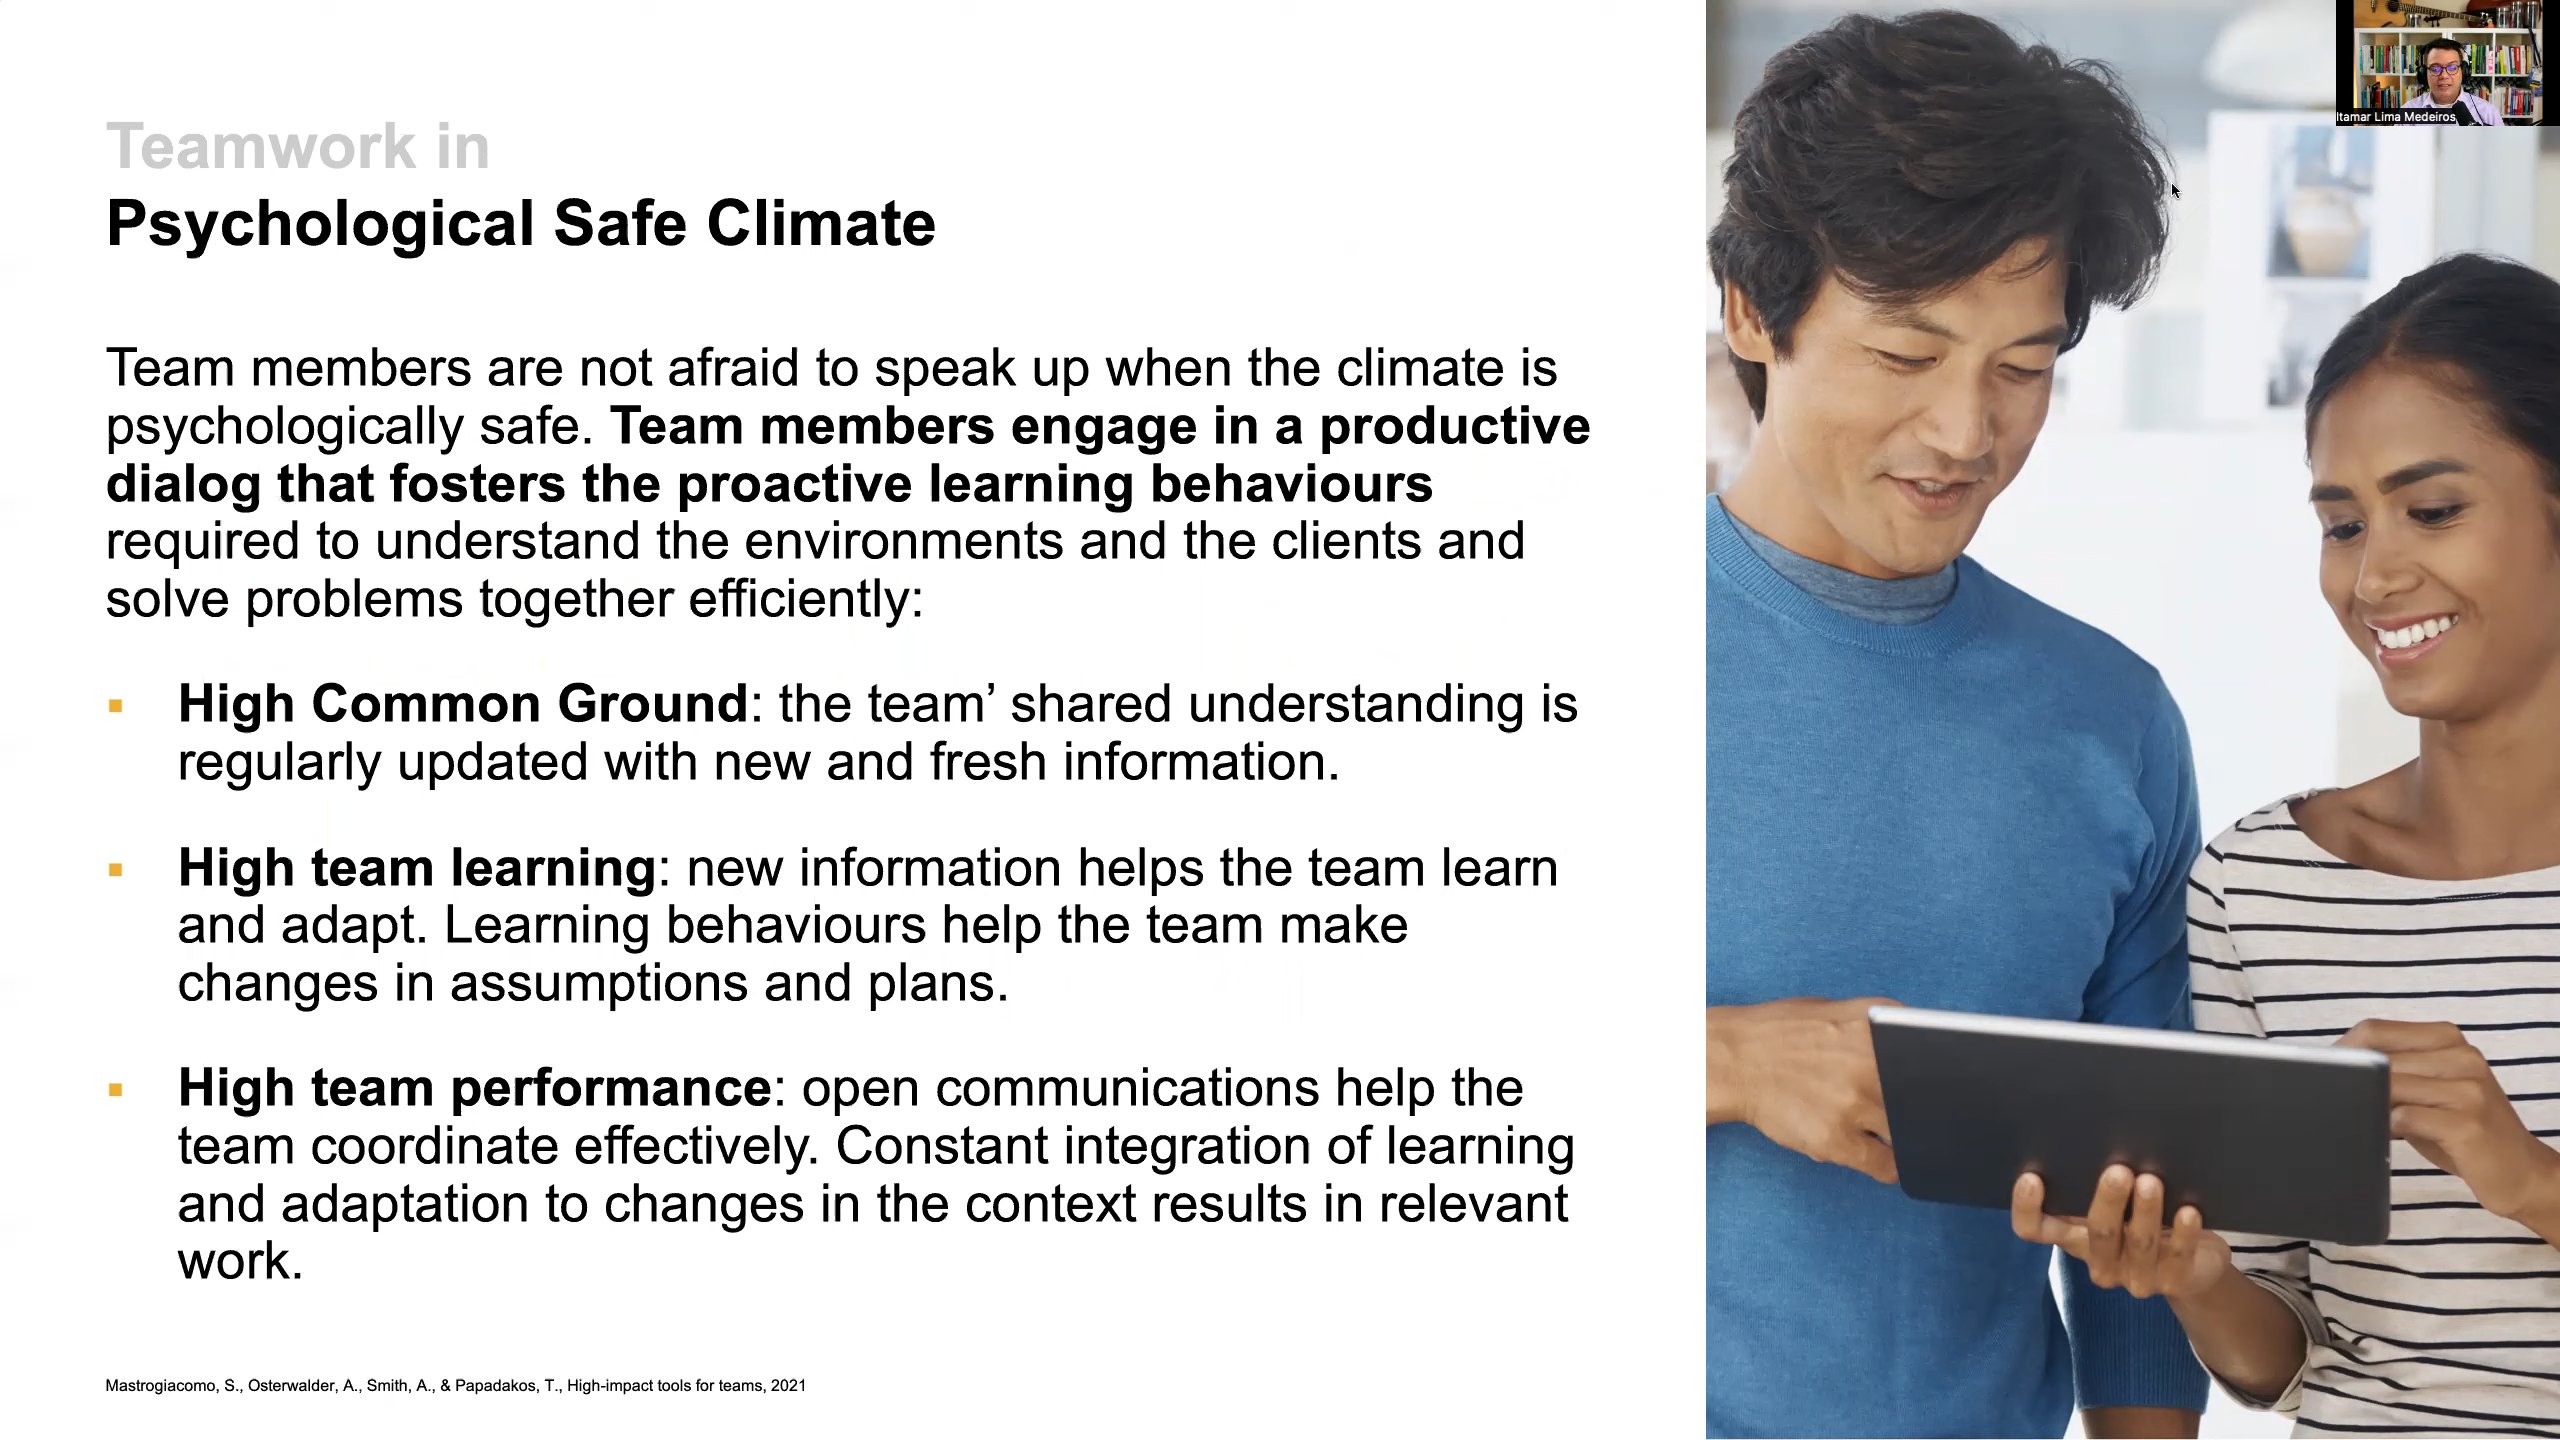 Teamwork in
Psychological Safe Climate
Team members are not afraid to speak up when the climate is
psychologically safe. Team members engage in a productive
dialog that fosters the proactive learning behaviours
required to understand the environments and the clients and
solve problems together efficiently:
▪ High Common Ground: the team’ shared understanding is
regularly updated with new and fresh information.
▪ High team learning: new information helps the team learn
and adapt. Learning behaviours help the team make
changes in assumptions and plans.
▪ High team performance: open communications help the
team coordinate effectively. Constant integration of learning
and adaptation to changes in the context results in relevant
work.
Mastrogiacomo, S., Osterwalder, A., Smith, A., & Papadakos, T., High-impact tools for teams, 2021
Itamar Lima Medeiros